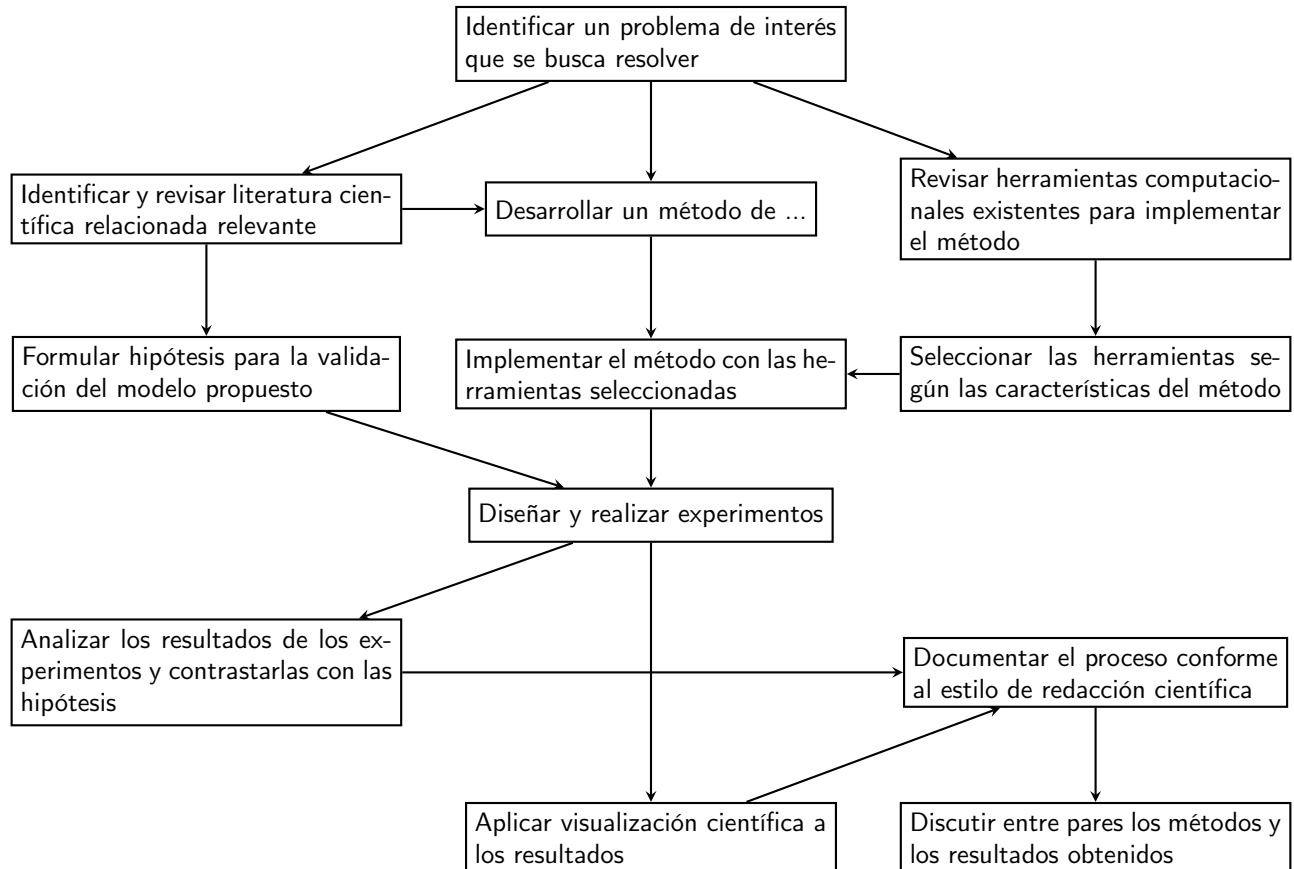 Identificar un problema de interés
que se busca resolver
Identificar y revisar literatura cien-
tífica relacionada relevante
Desarrollar un método de ...
Revisar herramientas computacio-
nales existentes para implementar
el método
Formular hipótesis para la valida-
ción del modelo propuesto
Implementar el método con las he-
rramientas seleccionadas
Seleccionar las herramientas se-
gún las características del método
Diseñar y realizar experimentos
Analizar los resultados de los ex-
perimentos y contrastarlas con las
hipótesis
Documentar el proceso conforme
al estilo de redacción científica
Aplicar visualización científica a
los resultados
Discutir entre pares los métodos y
los resultados obtenidos